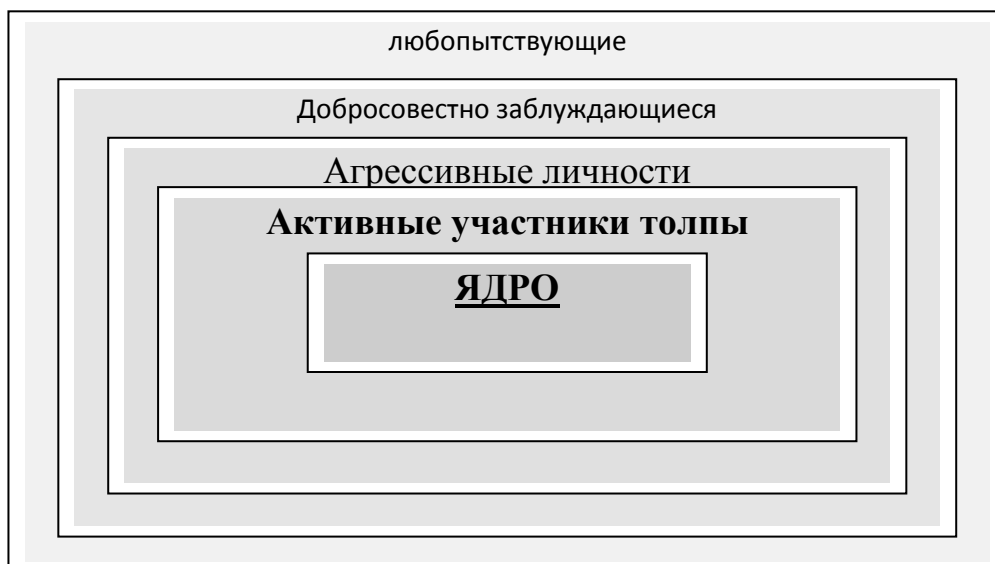 любопытствующие
Добросовестно заблуждающиеся
Агрессивные личности
Активные участники толпы
ЯДРО